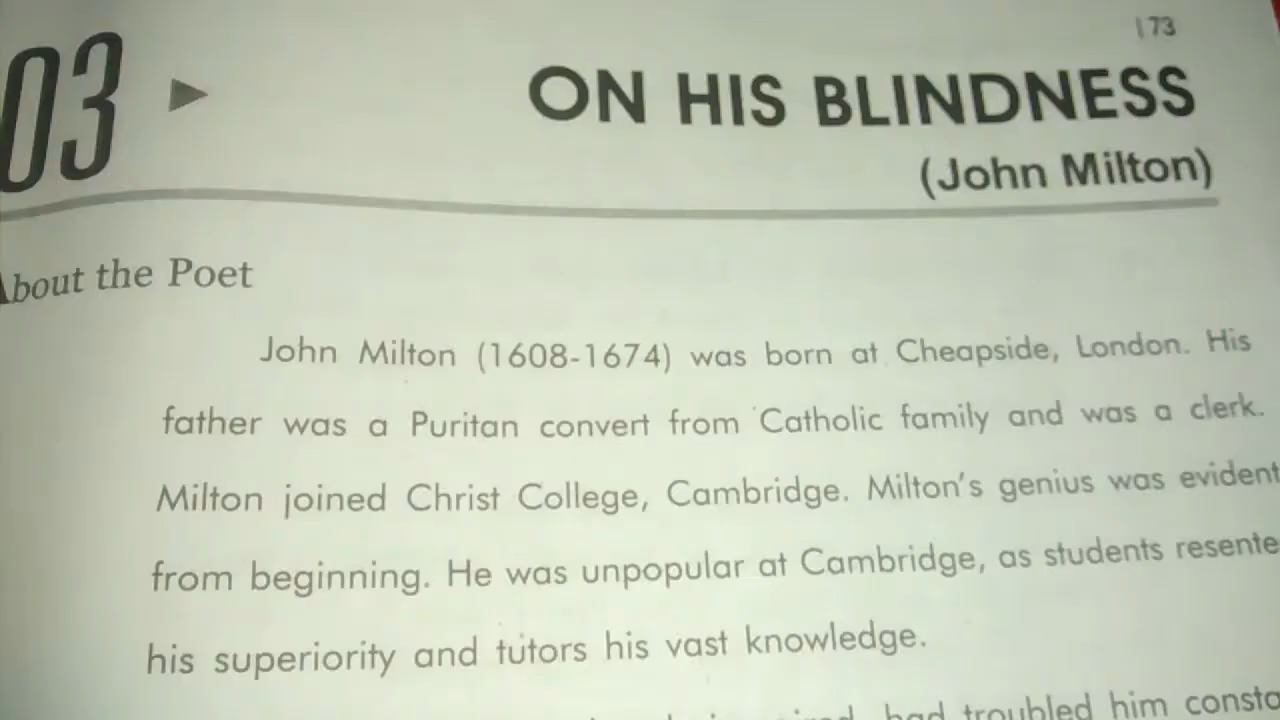 173
03 ▶ ON HIS BLINDNESS
(John Milton)
About the Poet
John Milton (1608-1674) was born at Cheapside, London. His
father was a Puritan convert from Catholic family and was a clerk.
Milton joined Christ College, Cambridge. Milton's genius was evident
from beginning. He was unpopular at Cambridge, as students resente
his superiority and tutors his vast knowledge.
had troubled him consta